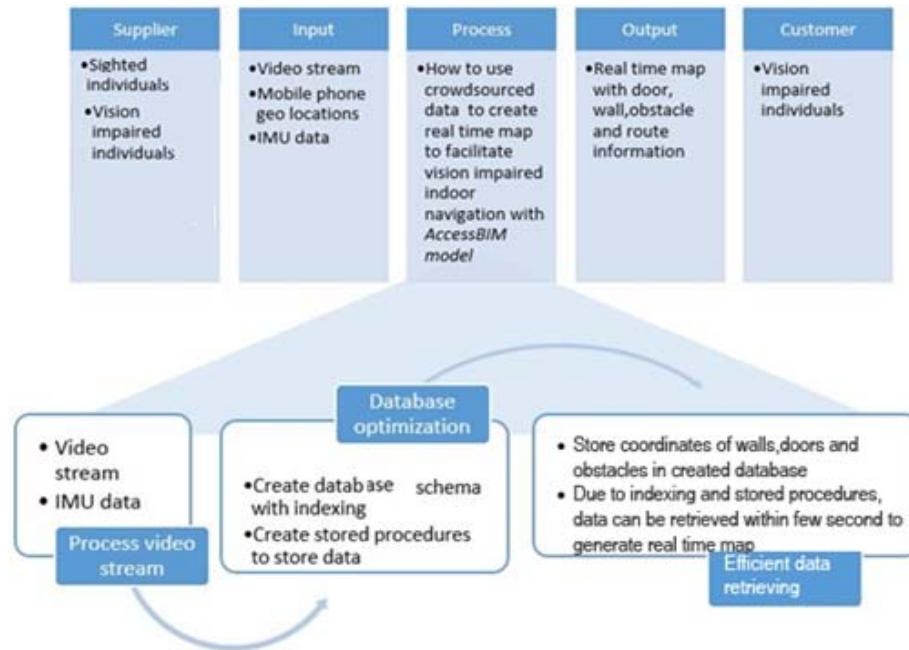 Supplier
•Sighted
individuals
•Vision
impaired
individuals
Input
•Video stream
•Mobile phone
geo locations
•IMU data
Process
•How to use
crowdsourced
data to create
real time map
to facilitate
vision impaired
indoor
navigation with
AccessBIM
model
Output
•Real time map
with door,
wall,obstacle
and route
information
Customer
•Vision
impaired
individuals
• Video
stream
• IMU data
Process video
stream
Database
optimization
•Create database schema
with indexing
•Create stored procedures
to store data
• Store coordinates of walls,doors and
obstacles in created database
• Due to indexing and stored procedures,
data can be retrieved within few second to
generate real time map
Efficient data
retrieving